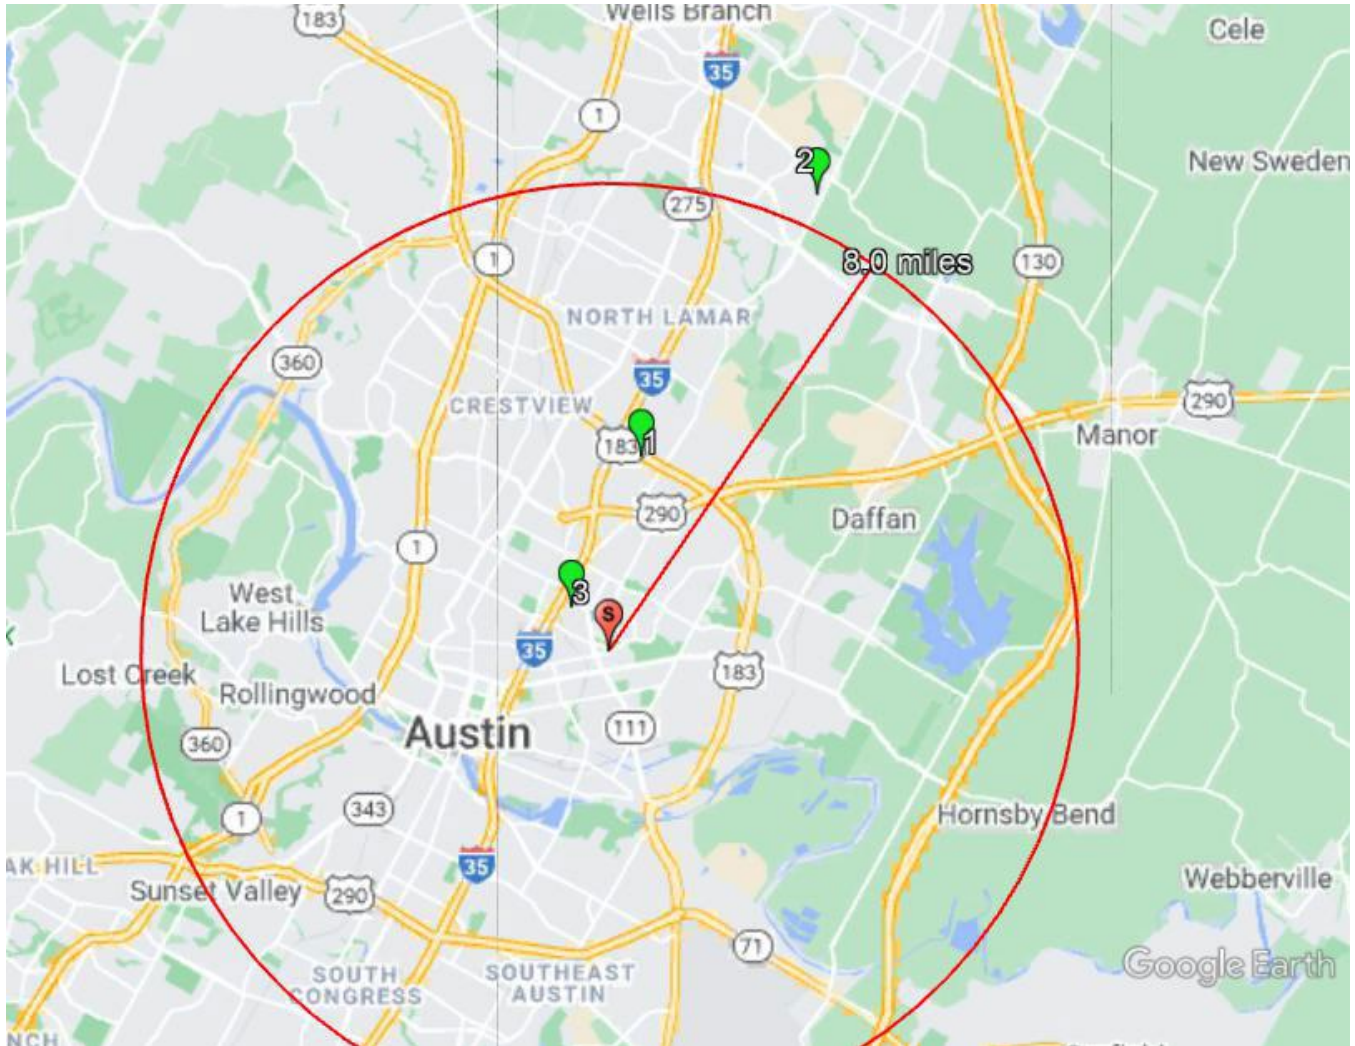 183
Wells Branch
Cele
35
1
2
New Sweden
275
1
8.0 miles
130
NORTH LAMAR
360
35
290
CRESTVIEW
Manor
183
1
290
Daffan
1
3
West
Lake Hills
S
35
Lost Creek
183
Rollingwood
111
Austin
360
343
1
Hornsby Bend
35
AK HILL
Sunset Valley
290
Webberville
71
Google Earth
SOUTH
CONGRESS
SOUTHEAST
AUSTIN
NCH